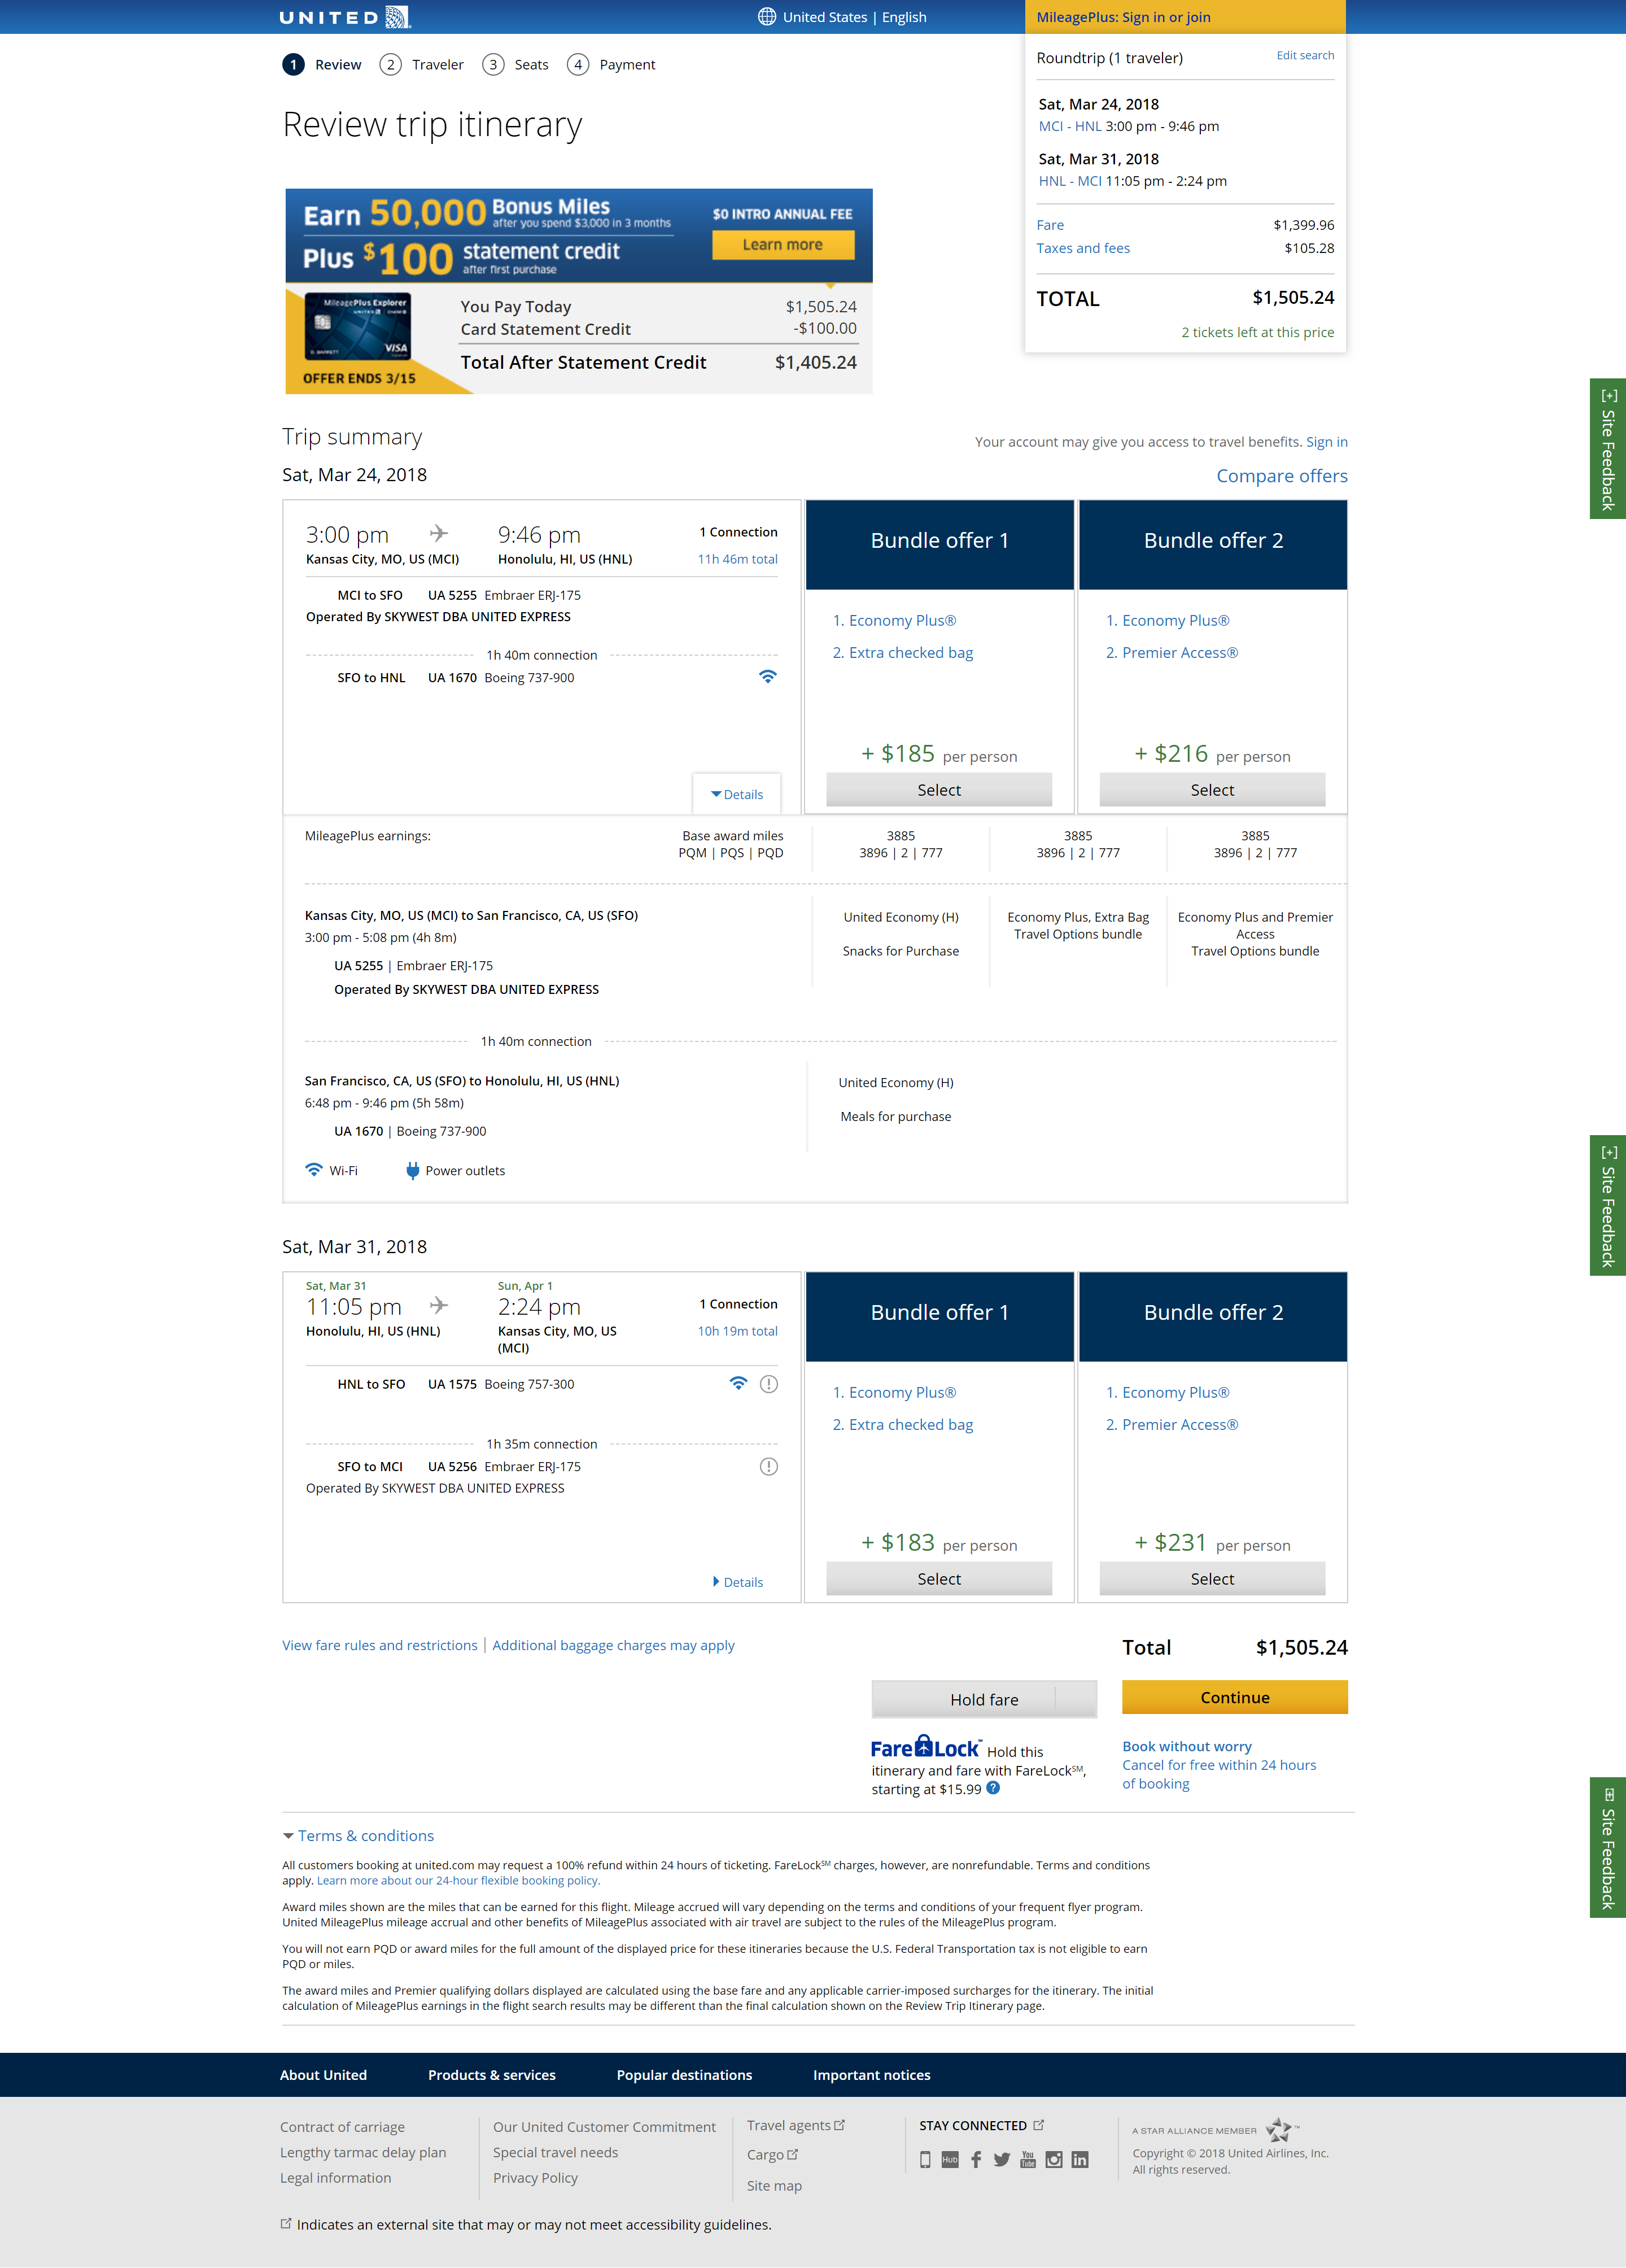 UNITED
United States | English
MileagePlus: Sign in or join
1 Review 2 Traveler 3 Seats 4 Payment
Roundtrip (1 traveler) Edit search
Sat, Mar 24, 2018
MCI - HNL 3:00 pm - 9:46 pm
Sat, Mar 31, 2018
HNL - MCI 11:05 pm - 2:24 pm
Fare $1,399.96
Taxes and fees $105.28
TOTAL $1,505.24
2 tickets left at this price
Review trip itinerary
Earn 50,000 Bonus Miles
after you spend $3,000 in 3 months
Plus $100 statement credit
after first purchase
$0 INTRO ANNUAL FEE
Learn more
MileagePlus Explorer
UNITED
VISA
OFFER ENDS 3/15
You Pay Today $1,505.24
Card Statement Credit -$100.00
Total After Statement Credit $1,405.24
[+] Site Feedback
Trip summary
Your account may give you access to travel benefits. Sign in
Sat, Mar 24, 2018
Compare offers
3:00 pm 9:46 pm 1 Connection
Kansas City, MO, US (MCI) Honolulu, HI, US (HNL) 11h 46m total
MCI to SFO UA 5255 Embraer ERJ-175
Operated By SKYWEST DBA UNITED EXPRESS
1h 40m connection
SFO to HNL UA 1670 Boeing 737-900
Details
Bundle offer 1
1. Economy Plus®
2. Extra checked bag
+ $185 per person
Select
Bundle offer 2
1. Economy Plus®
2. Premier Access®
+ $216 per person
Select
MileagePlus earnings: Base award miles 3885 3885 3885
PQM | PQS | PQD 3896 | 2 | 777 3896 | 2 | 777 3896 | 2 | 777
Kansas City, MO, US (MCI) to San Francisco, CA, US (SFO)
3:00 pm - 5:08 pm (4h 8m)
UA 5255 | Embraer ERJ-175
Operated By SKYWEST DBA UNITED EXPRESS
United Economy (H)
Snacks for Purchase
Economy Plus, Extra Bag
Travel Options bundle
Economy Plus and Premier
Access
Travel Options bundle
1h 40m connection
San Francisco, CA, US (SFO) to Honolulu, HI, US (HNL)
6:48 pm - 9:46 pm (5h 58m)
UA 1670 | Boeing 737-900
Wi-Fi Power outlets
United Economy (H)
Meals for purchase
[+] Site Feedback
Sat, Mar 31, 2018
Sat, Mar 31 Sun, Apr 1
11:05 pm 2:24 pm 1 Connection
Honolulu, HI, US (HNL) Kansas City, MO, US 10h 19m total
(MCI)
HNL to SFO UA 1575 Boeing 757-300
1h 35m connection
SFO to MCI UA 5256 Embraer ERJ-175
Operated By SKYWEST DBA UNITED EXPRESS
Details
Bundle offer 1
1. Economy Plus®
2. Extra checked bag
+ $183 per person
Select
Bundle offer 2
1. Economy Plus®
2. Premier Access®
+ $231 per person
Select
View fare rules and restrictions | Additional baggage charges may apply
Total $1,505.24
Hold fare
Continue
FareLock Hold this
itinerary and fare with FareLock℠,
starting at $15.99 ?
Book without worry
Cancel for free within 24 hours
of booking
[+] Site Feedback
Terms & conditions
All customers booking at united.com may request a 100% refund within 24 hours of ticketing. FareLock℠ charges, however, are nonrefundable. Terms and conditions
apply. Learn more about our 24-hour flexible booking policy.
Award miles shown are the miles that can be earned for this flight. Mileage accrued will vary depending on the terms and conditions of your frequent flyer program.
United MileagePlus mileage accrual and other benefits of MileagePlus associated with air travel are subject to the rules of the MileagePlus program.
You will not earn PQD or award miles for the full amount of the displayed price for these itineraries because the U.S. Federal Transportation tax is not eligible to earn
PQD or miles.
The award miles and Premier qualifying dollars displayed are calculated using the base fare and any applicable carrier-imposed surcharges for the itinerary. The initial
calculation of MileagePlus earnings in the flight search results may be different than the final calculation shown on the Review Trip Itinerary page.
About United Products & services Popular destinations Important notices
Contract of carriage
Lengthy tarmac delay plan
Legal information
Our United Customer Commitment
Special travel needs
Privacy Policy
Travel agents
Cargo
Site map
STAY CONNECTED
Hub
You Tube
A STAR ALLIANCE MEMBER
Copyright © 2018 United Airlines, Inc.
All rights reserved.
Indicates an external site that may or may not meet accessibility guidelines.